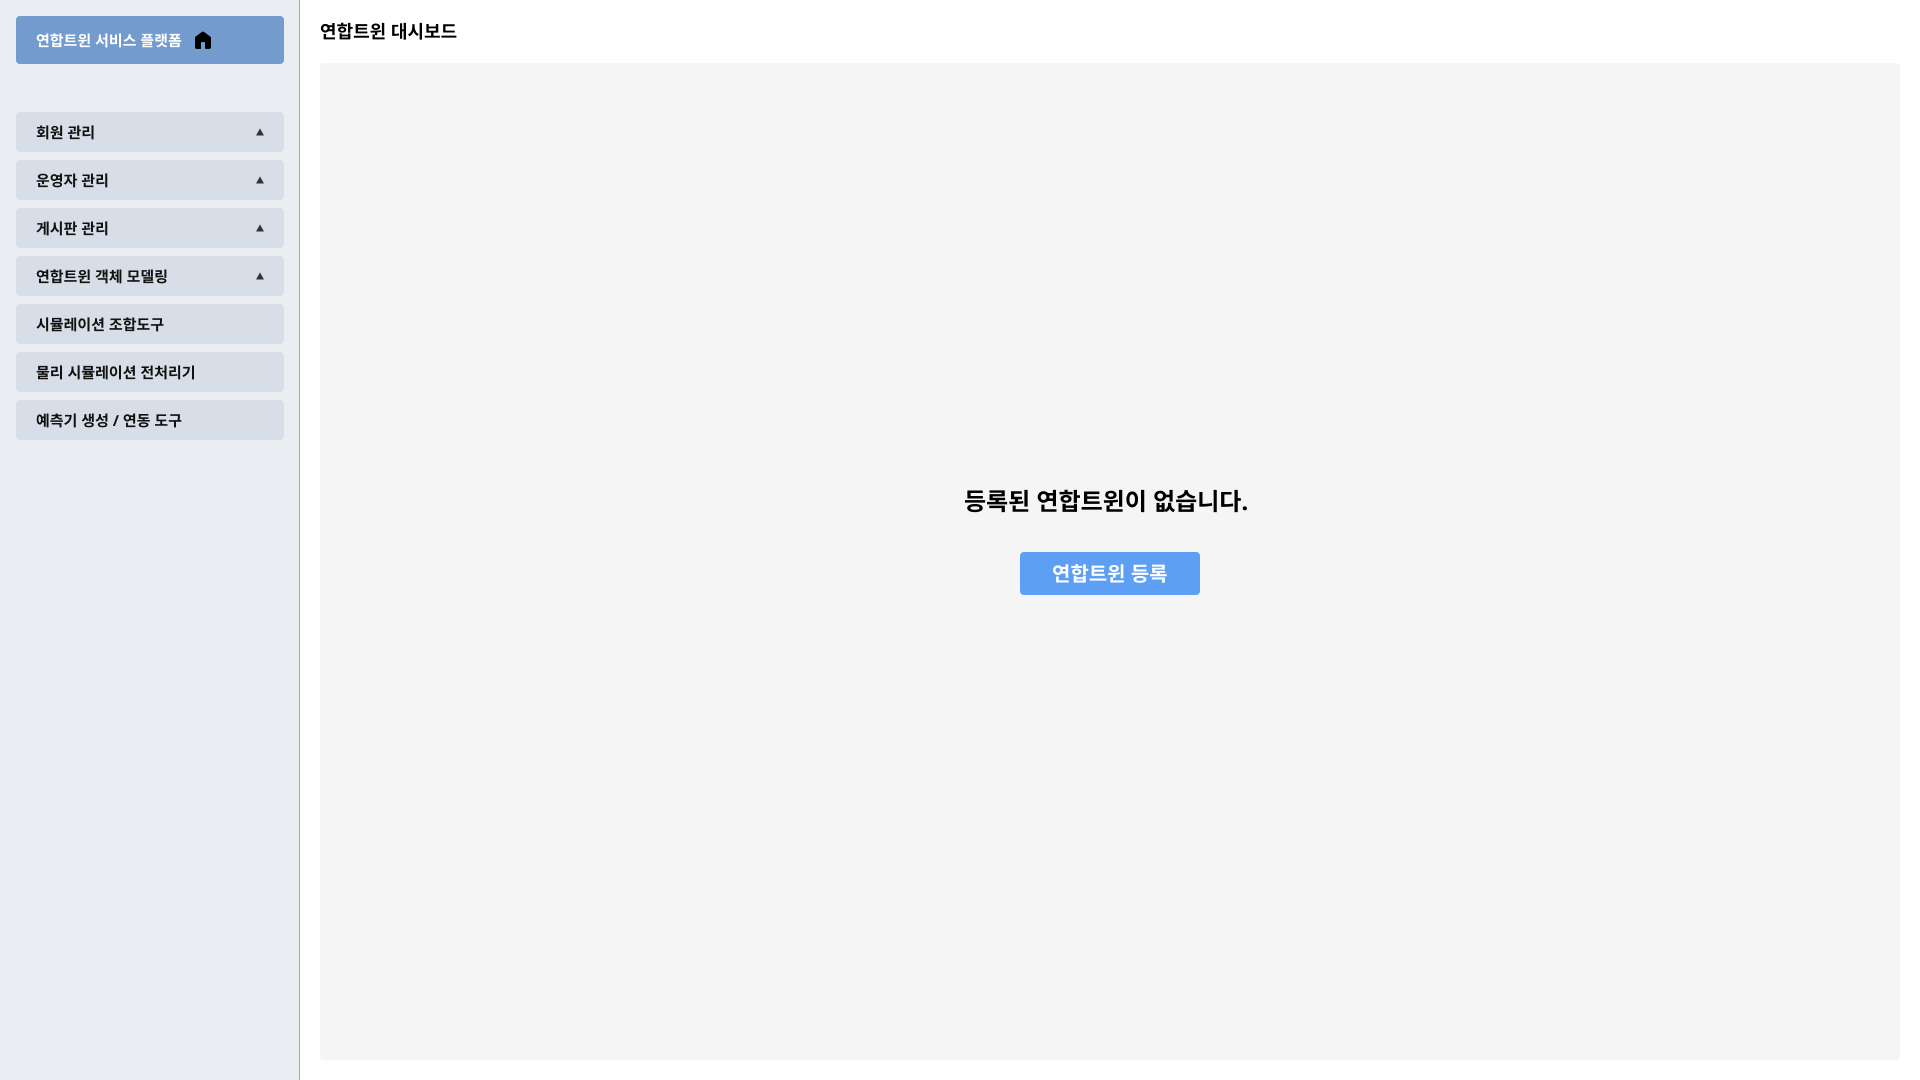 연합트윈 서비스 플랫폼
회원 관리
운영자 관리
게시판 관리
연합트윈 객체 모델링
시뮬레이션 조합도구
물리 시뮬레이션 전처리기
예측기 생성 / 연동 도구
연합트윈 대시보드
등록된 연합트윈이 없습니다.
연합트윈 등록